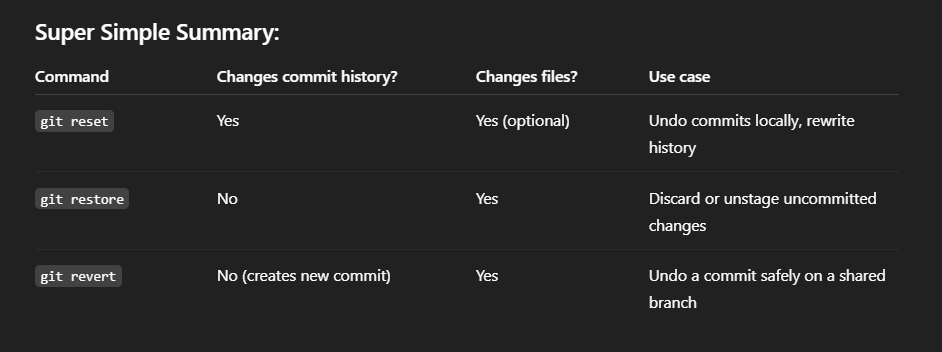 Super Simple Summary:
Command Changes commit history? Changes files? Use case
git reset Yes Yes (optional) Undo commits locally, rewrite
history
git restore No Yes Discard or unstage uncommitted
changes
git revert No (creates new commit) Yes Undo a commit safely on a shared
branch